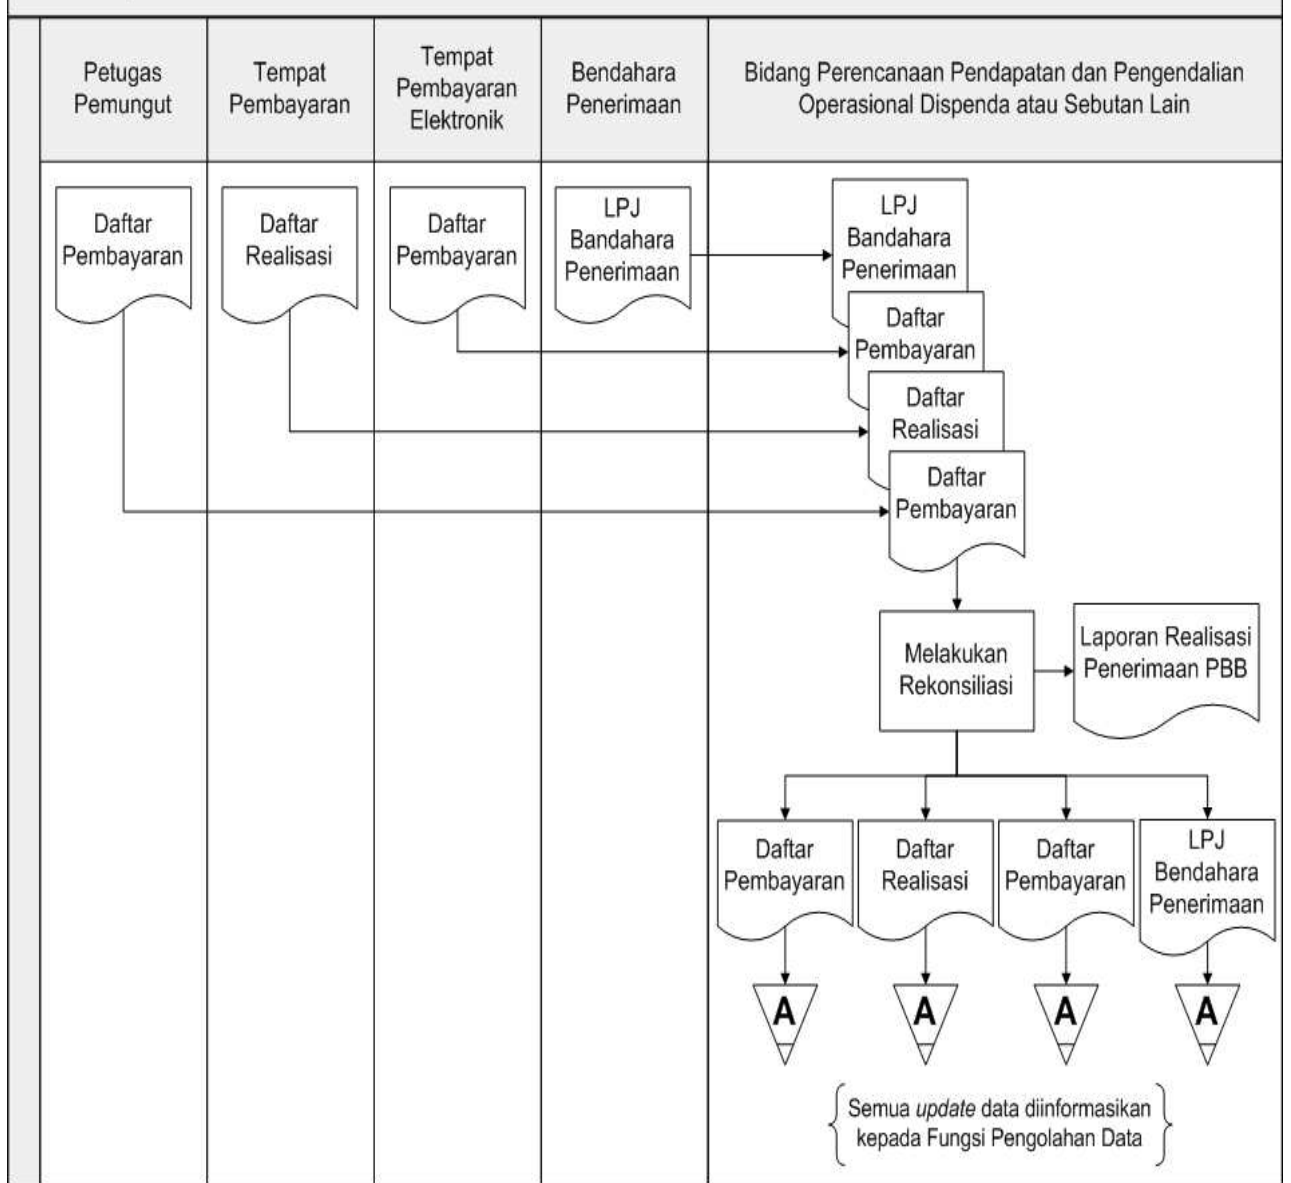 Petugas
Pemungut
Tempat
Pembayaran
Tempat
Pembayaran
Elektronik
Bendahara
Penerimaan
Bidang Perencanaan Pendapatan dan Pengendalian
Operasional Dispenda atau Sebutan Lain
Daftar
Pembayaran
Daftar
Realisasi
Daftar
Pembayaran
LPJ
Bandahara
Penerimaan
LPJ
Bandahara
Penerimaan
Daftar
Pembayaran
Daftar
Realisasi
Daftar
Pembayaran
Melakukan
Rekonsiliasi
Laporan Realisasi
Penerimaan PBB
Daftar
Pembayaran
Daftar
Realisasi
Daftar
Pembayaran
LPJ
Bendahara
Penerimaan
A
A
A
A
Semua update data diinformasikan
kepada Fungsi Pengolahan Data